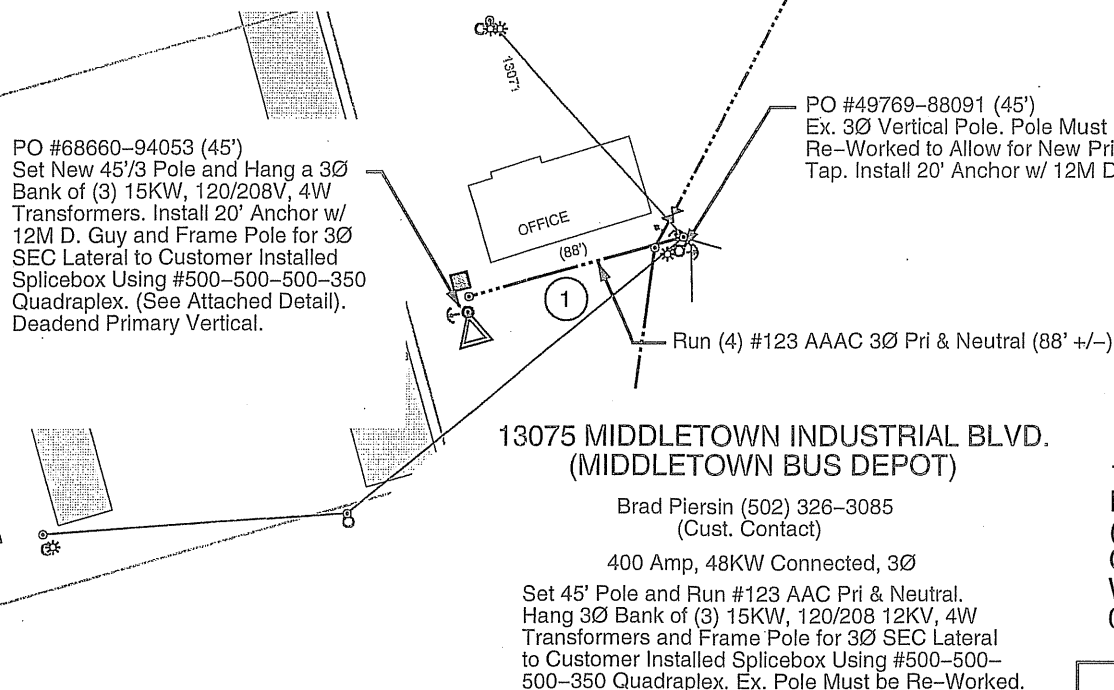 13071
PO #49769–88091 (45')
Ex. 3Ø Vertical Pole. Pole Must
Re–Worked to Allow for New Pri
Tap. Install 20' Anchor w/ 12M D
PO #68660–94053 (45')
Set New 45'/3 Pole and Hang a 3Ø
Bank of (3) 15KW, 120/208V, 4W
Transformers. Install 20' Anchor w/
12M D. Guy and Frame Pole for 3Ø
SEC Lateral to Customer Installed
Splicebox Using #500–500–500–350
Quadraplex. (See Attached Detail).
Deadend Primary Vertical.
OFFICE
(88')
1
Run (4) #123 AAAC 3Ø Pri & Neutral (88' +/–)
13075 MIDDLETOWN INDUSTRIAL BLVD.
(MIDDLETOWN BUS DEPOT)
Brad Piersin (502) 326–3085
(Cust. Contact)
400 Amp, 48KW Connected, 3Ø
Set 45' Pole and Run #123 AAC Pri & Neutral.
Hang 3Ø Bank of (3) 15KW, 120/208 12KV, 4W
Transformers and Frame Pole for 3Ø SEC Lateral
to Customer Installed Splicebox Using #500–500–
500–350 Quadraplex. Ex. Pole Must be Re–Worked.